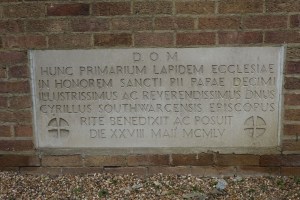 D O M
HUNC PRIMARIUM LAPIDEM ECCLESIAE
IN HONOREM SANCTI PII PAPAE DECIMI
ILLUSTRISSIMUS AC REVERENDISSIMUS DNUS
CYRILLUS SOUTHWARCENSIS EPISCOPUS
RITE BENEDIXIT AC POSUIT
DIE XXVIII MAII MCMLV